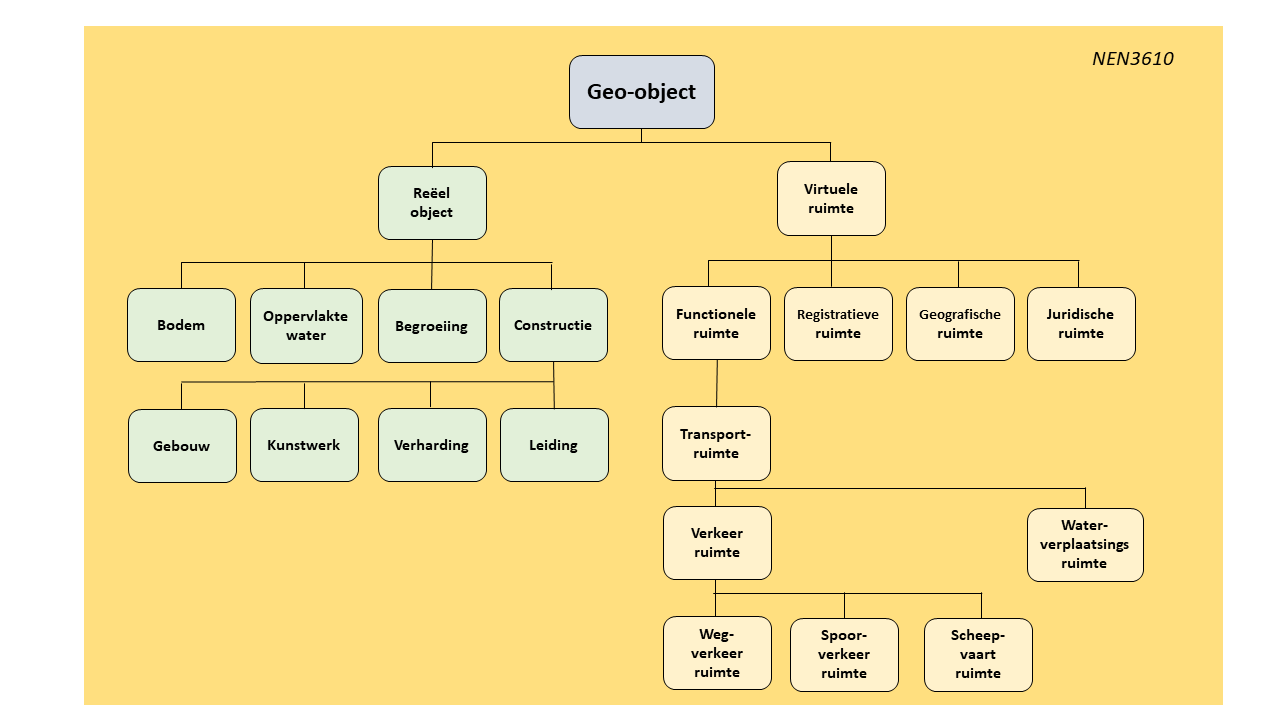 NEN3610
Geo-object
Reëel
object
Virtuele
ruimte
Bodem
Oppervlakte
water
Begroeiing
Constructie
Functionele
ruimte
Registratieve
ruimte
Geografische
ruimte
Juridische
ruimte
Gebouw
Kunstwerk
Verharding
Leiding
Transport-
ruimte
Verkeer
ruimte
Water-
verplaatsings
ruimte
Weg-
verkeer
ruimte
Spoor-
verkeer
ruimte
Scheep-
vaart
ruimte